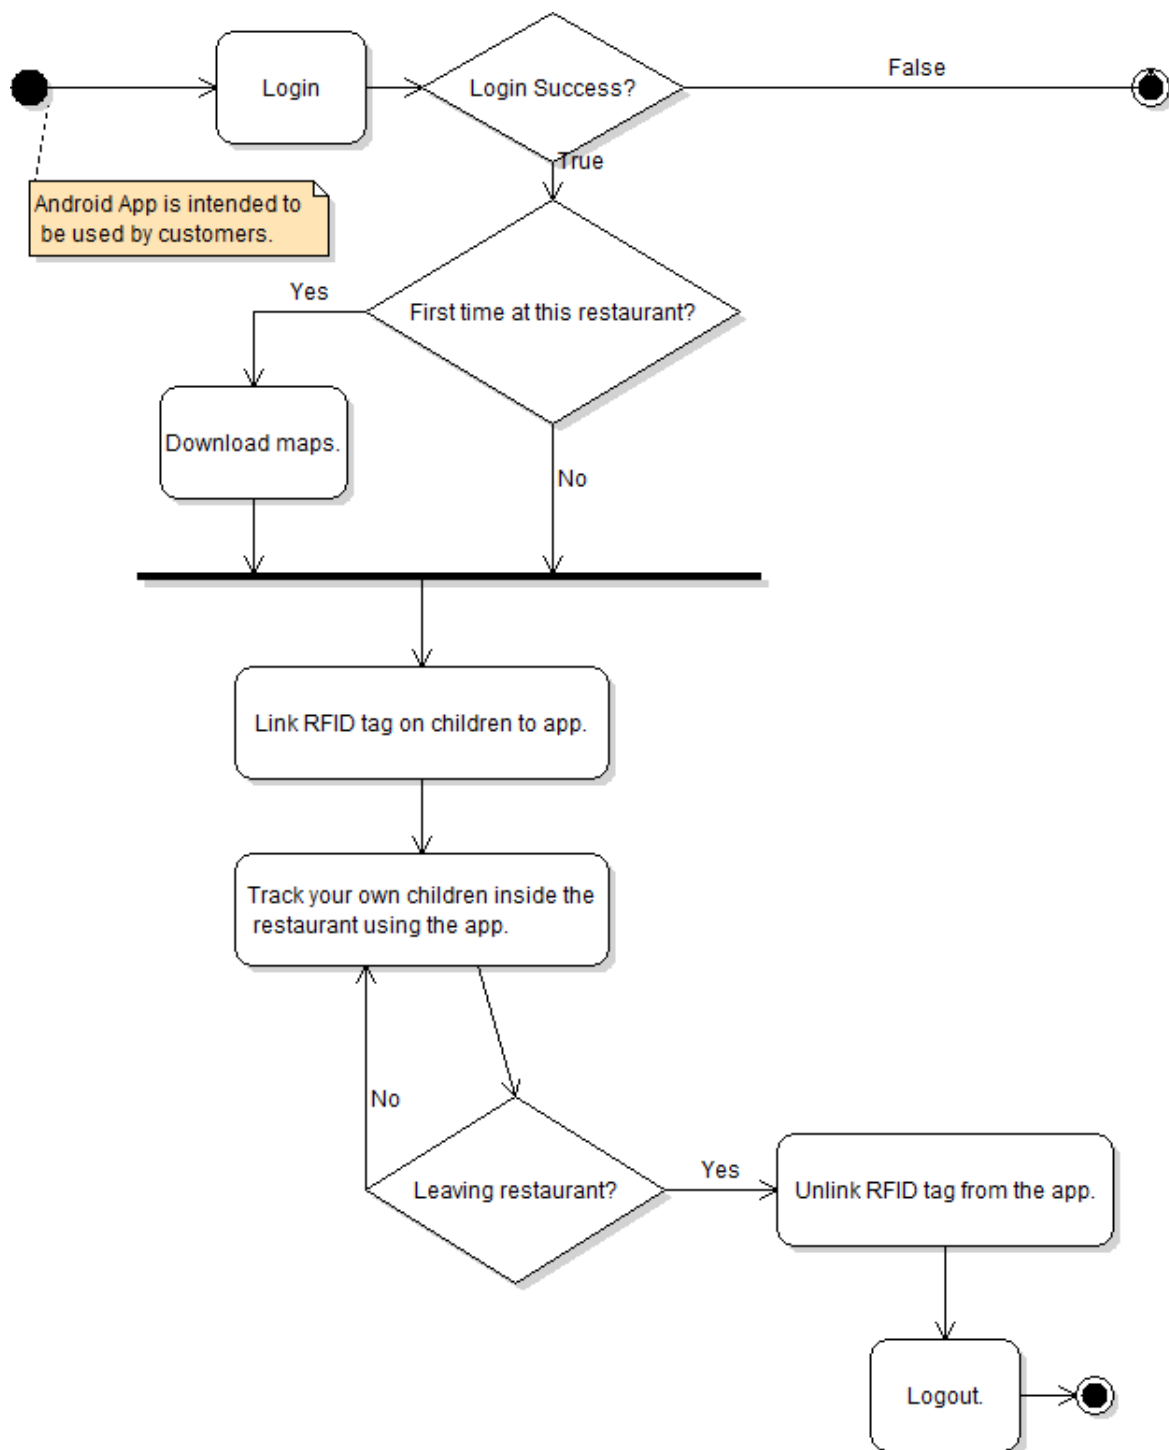 Login
Login Success?
False
True
Android App is intended to
be used by customers.
Yes
First time at this restaurant?
Download maps.
No
Link RFID tag on children to app.
Track your own children inside the
restaurant using the app.
No
Leaving restaurant?
Yes
Unlink RFID tag from the app.
Logout.